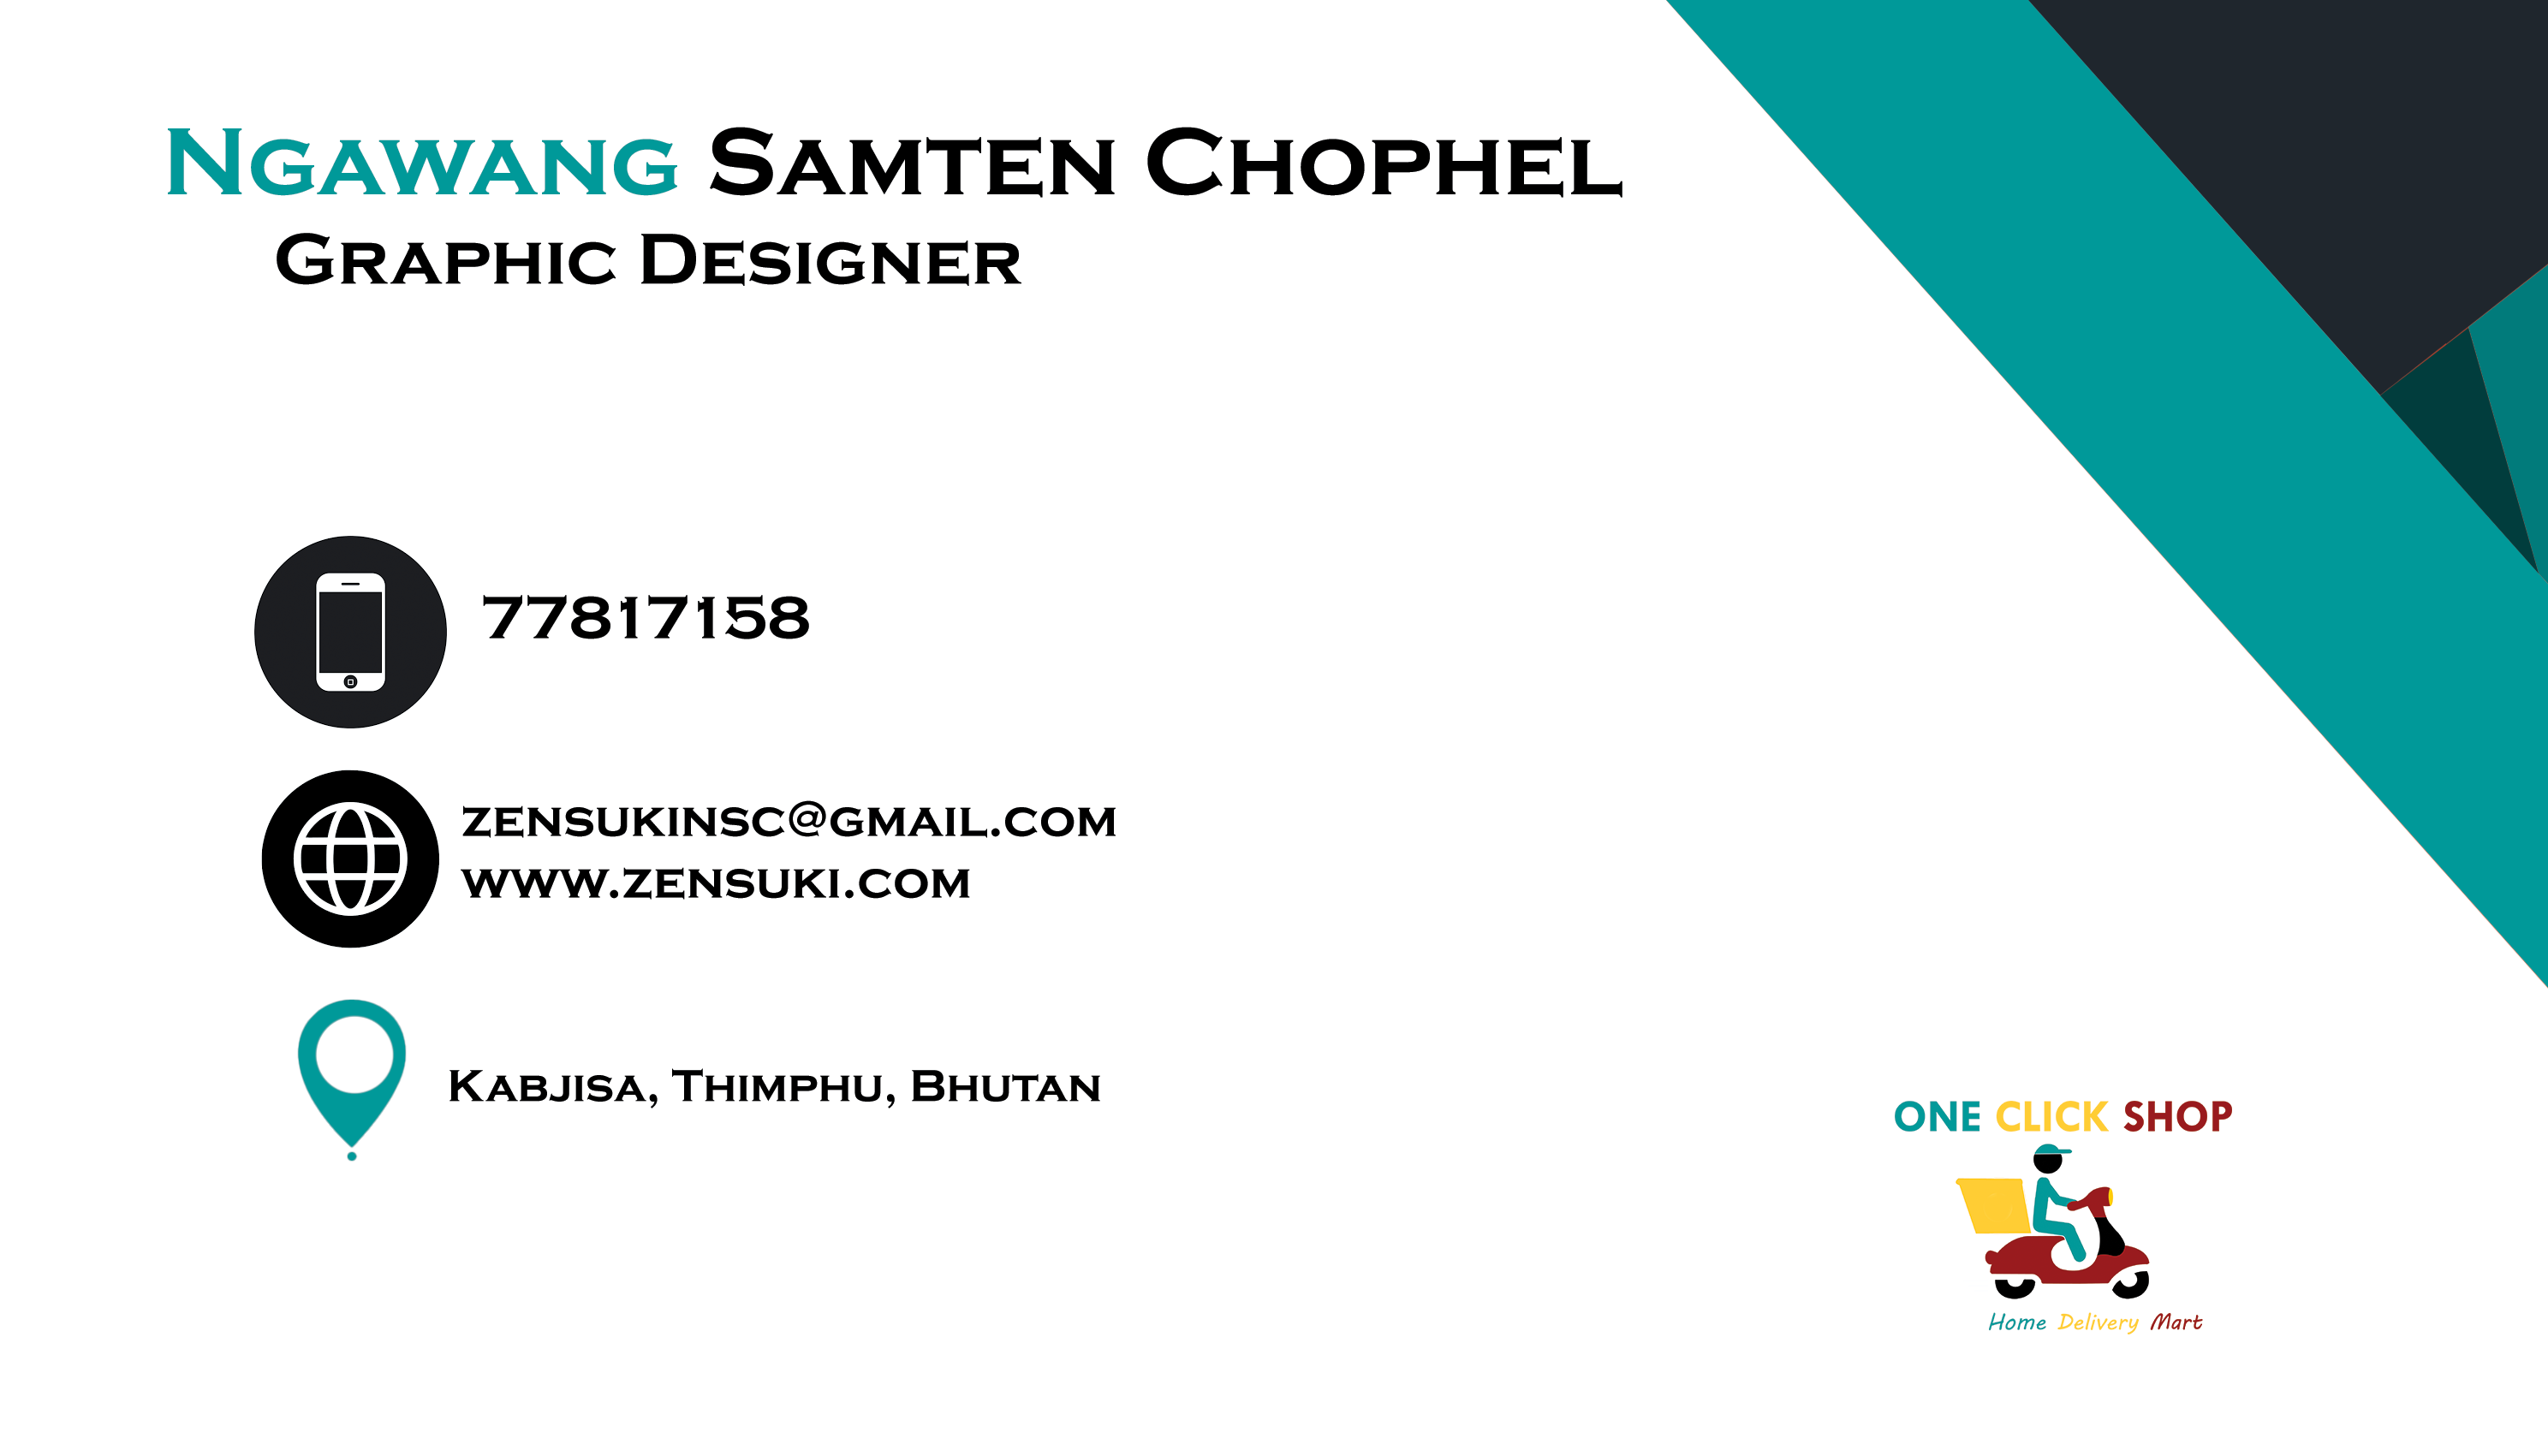 Ngawang Samten Chophel
Graphic Designer
77817158
zensukinsc@gmail.com
www.zensuki.com
Kabjisa, Thimphu, Bhutan
ONE CLICK SHOP
Home Delivery Mart